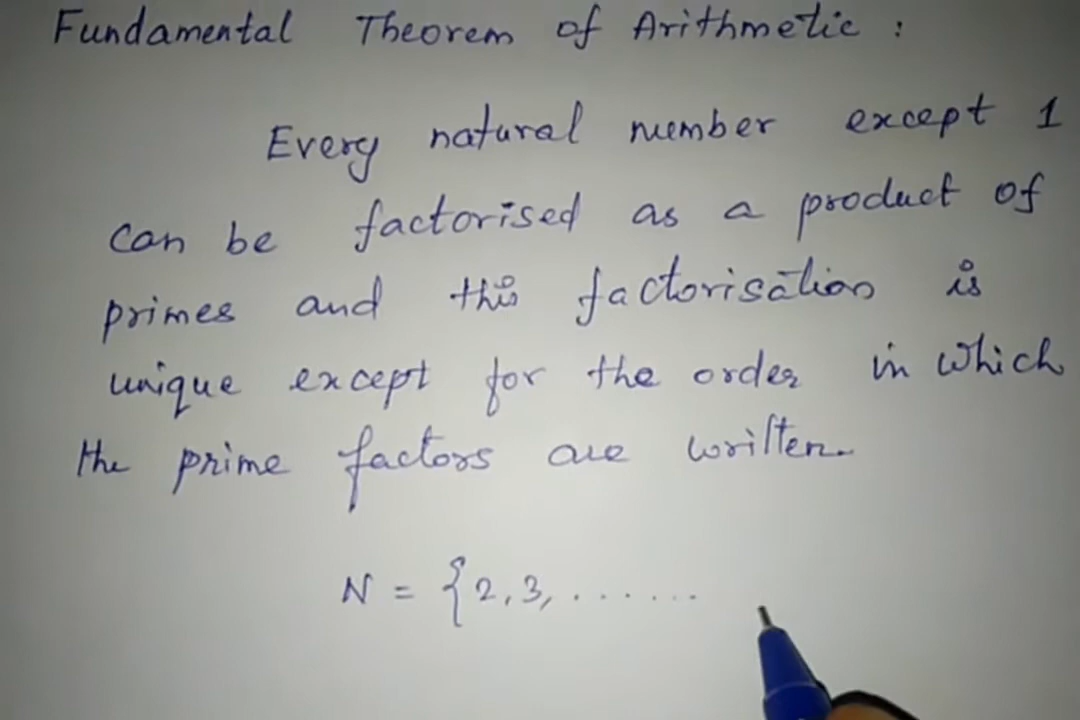 Fundamental Theorem of Arithmetic :
Every natural number except 1
can be factorised as a product of
primes and this factorisation is
unique except for the order in which
the prime factors are written.
N = {2, 3, .......